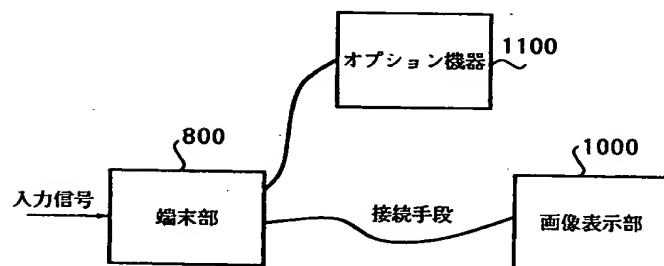 オプション機器
1100
800
1000
入力信号
端末部
接続手段
画像表示部